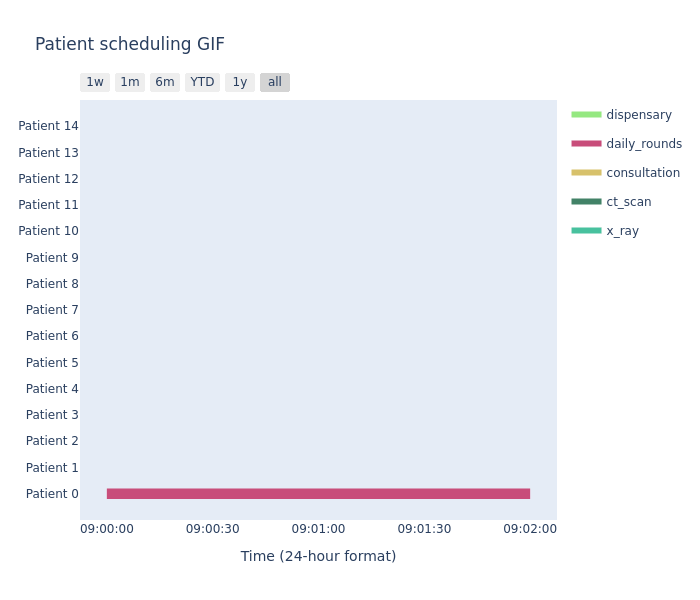 Patient scheduling GIF
1w 1m 6m YTD 1y all
Patient 14
Patient 13
Patient 12
Patient 11
Patient 10
Patient 9
Patient 8
Patient 7
Patient 6
Patient 5
Patient 4
Patient 3
Patient 2
Patient 1
Patient 0
09:00:00 09:00:30 09:01:00 09:01:30 09:02:00
Time (24-hour format)
dispensary
daily_rounds
consultation
ct_scan
x_ray